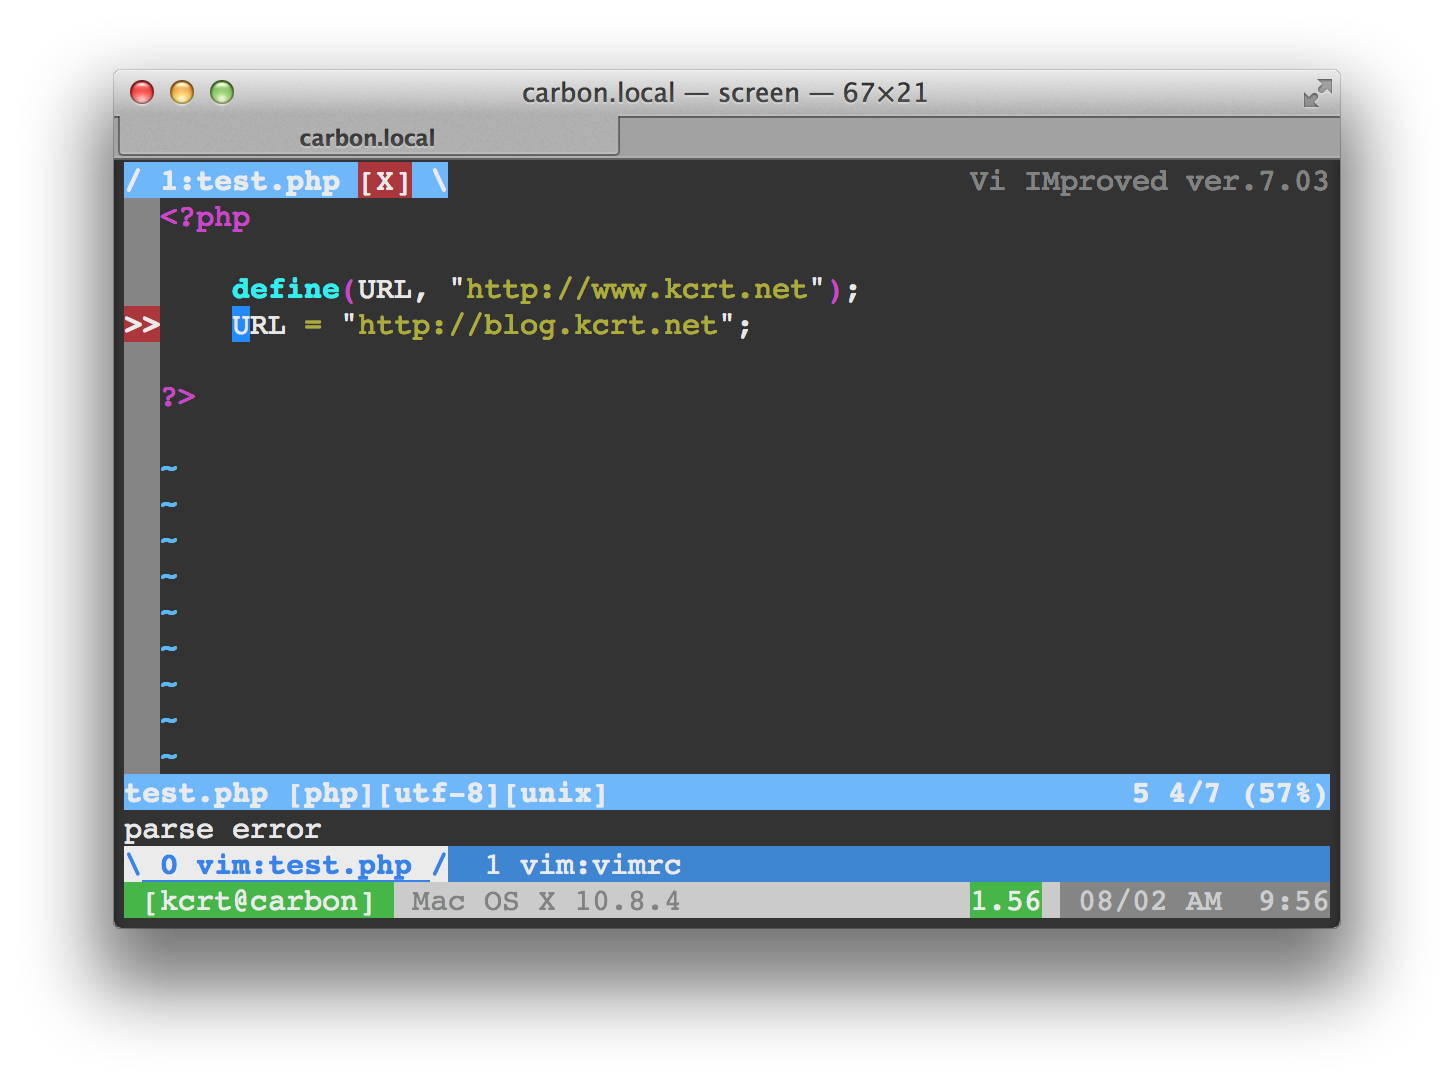 carbon.local — screen — 67×21
carbon.local
/ 1:test.php [X] \ Vi IMproved ver.7.03
<?php
define(URL, "http://www.kcrt.net");
>> URL = "http://blog.kcrt.net";
?>
~
~
~
~
~
~
~
~
~
test.php [php][utf-8][unix] 5 4/7 (57%)
parse error
\ 0 vim:test.php / 1 vim:vimrc
[kcrt@carbon] Mac OS X 10.8.4 1.56 08/02 AM 9:56